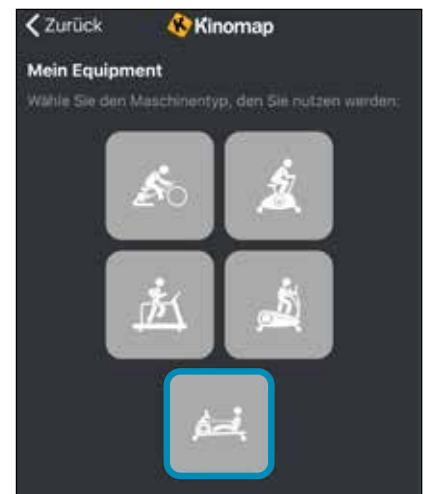 Zurück
Kinomap
Mein Equipment
Wähle Sie den Maschinentyp, den Sie nutzen werden: